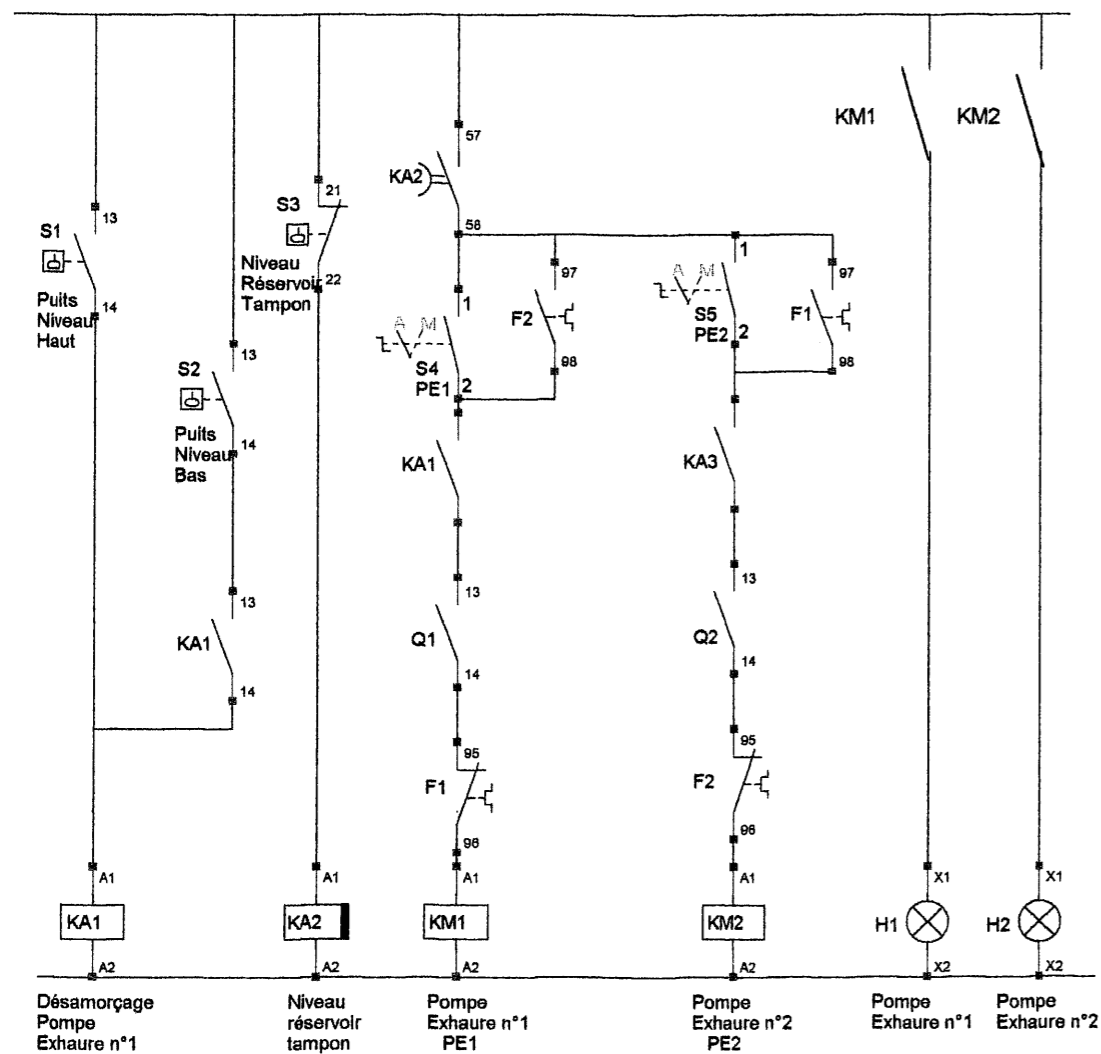 57
KM1
KM2
KA2
21
S3
13
58
S1
1
97
97
Niveau
Réservoir
Tampon
22
A M
14
Puits
Niveau
Haut
1
F2
S5
PE2
2
F1
A M
13
98
98
S4
PE1
2
S2
Puits
Niveau
Bas
14
KA1
KA3
13
13
13
KA1
Q1
Q2
14
14
14
95
95
F1
F2
96
96
A1
A1
A1
A1
X1
X1
KA1
KA2
KM1
KM2
H1
H2
A2
A2
A2
A2
X2
X2
Désamorçage
Pompe
Exhaure n°1
Niveau
réservoir
tampon
Pompe
Exhaure n°1
PE1
Pompe
Exhaure n°2
PE2
Pompe
Exhaure n°1
Pompe
Exhaure n°2